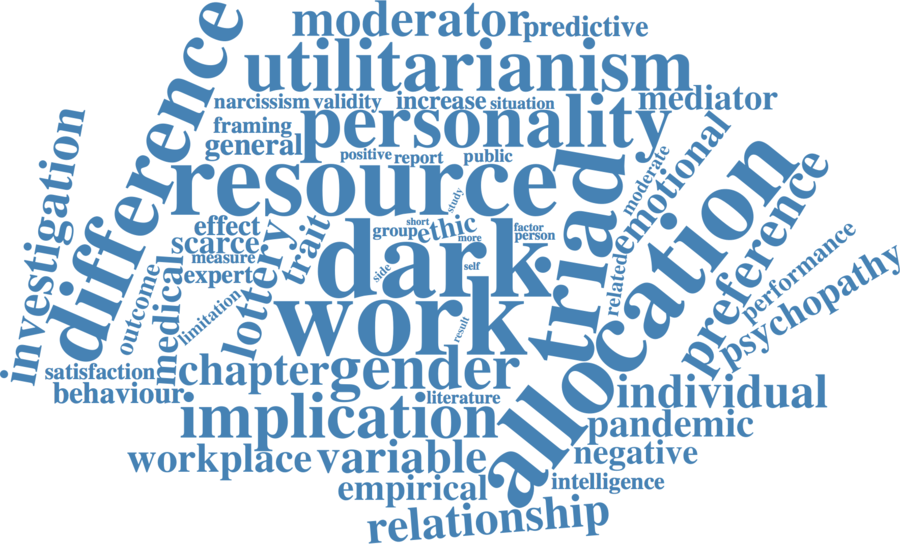 moderator
predictive
utilitarianism
difference
narcissism
validity
increase
situation
mediator
framing
personality
general
positive
report
public
investigation
resource
study
triad
moderate
emotional
allocation
preference
effect
scarce
measure
expert
lottery
trait
group
short
ethic
more
factor
person
dark
side
self
related
performance
psychopathy
outcome
medical
limitation
work
result
satisfaction
behaviour
chapter
gender
literature
individual
implication
pandemic
workplace
variable
negative
empirical
intelligence
relationship